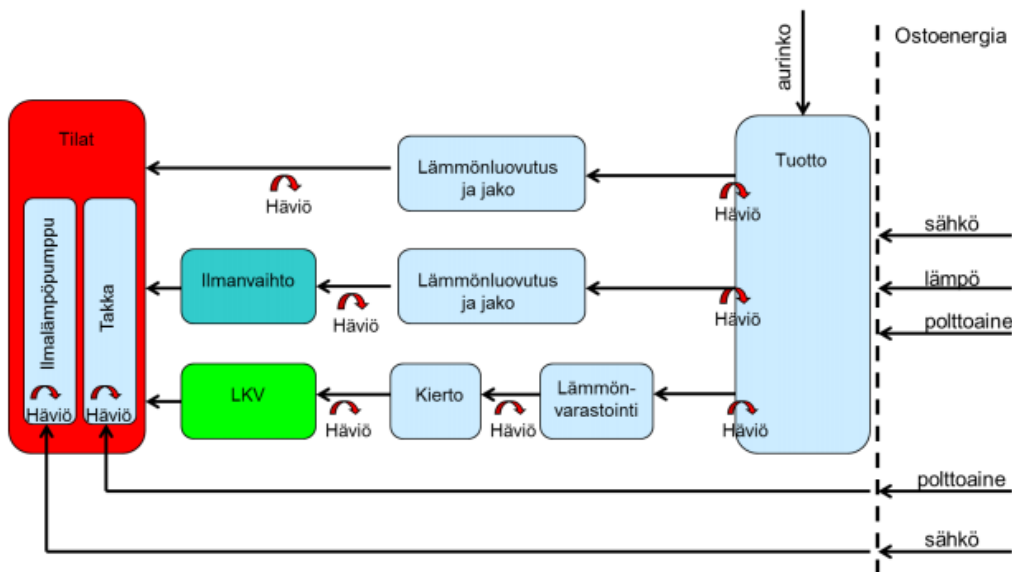 aurinko
Ostoenergia
Tilat
Lämmönluovutus
ja jako
Tuotto
Häviö
Häviö
sähkö
Ilmalämpöpumppu
Takka
Ilmanvaihto
Lämmönluovutus
ja jako
lämpö
Häviö
Häviö
polttoaine
LKV
Kierto
Lämmön-
varastointi
Häviö
Häviö
Häviö
Häviö
Häviö
polttoaine
sähkö